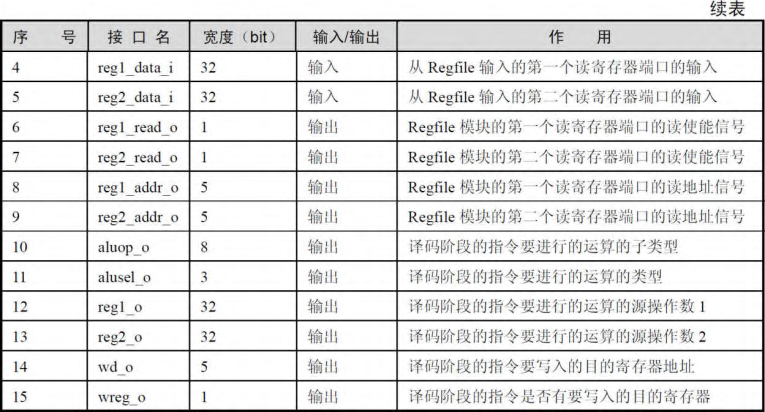 续表
序 号 接 口 名 宽度（bit） 输入/输出 作 用
4 reg1_data_i 32 输入 从 Regfile 输入的第一个读寄存器端口的输入
5 reg2_data_i 32 输入 从 Regfile 输入的第二个读寄存器端口的输入
6 reg1_read_o 1 输出 Regfile 模块的第一个读寄存器端口的读使能信号
7 reg2_read_o 1 输出 Regfile 模块的第二个读寄存器端口的读使能信号
8 reg1_addr_o 5 输出 Regfile 模块的第一个读寄存器端口的读地址信号
9 reg2_addr_o 5 输出 Regfile 模块的第二个读寄存器端口的读地址信号
10 aluop_o 8 输出 译码阶段的指令要进行的运算的子类型
11 alusel_o 3 输出 译码阶段的指令要进行的运算的类型
12 reg1_o 32 输出 译码阶段的指令要进行的运算的源操作数 1
13 reg2_o 32 输出 译码阶段的指令要进行的运算的源操作数 2
14 wd_o 5 输出 译码阶段的指令要写入的目的寄存器地址
15 wreg_o 1 输出 译码阶段的指令是否有要写入的目的寄存器